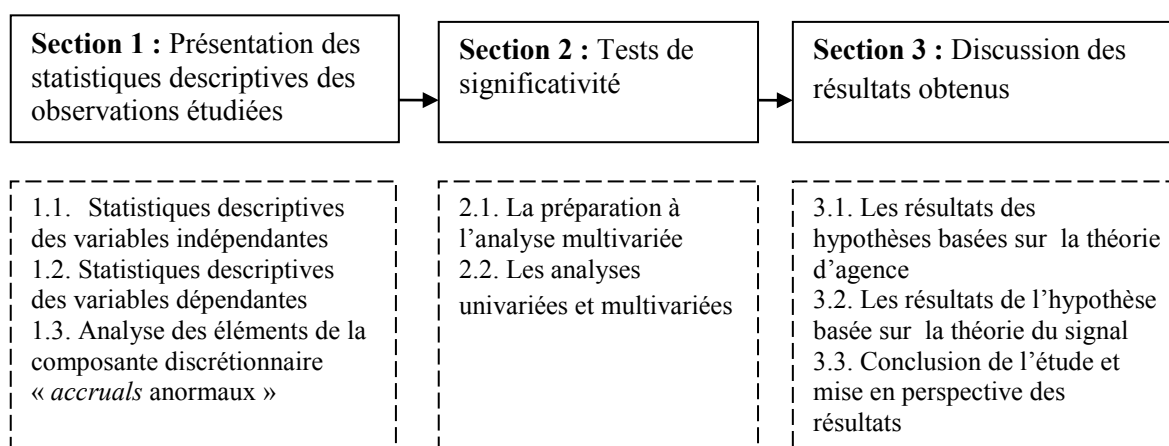 Section 1 : Présentation des
statistiques descriptives des
observations étudiées
Section 2 : Tests de
significativité
Section 3 : Discussion des
résultats obtenus
1.1. Statistiques descriptives
des variables indépendantes
1.2. Statistiques descriptives
des variables dépendantes
1.3. Analyse des éléments de la
composante discrétionnaire
« accruals anormaux »
2.1. La préparation à
l’analyse multivariée
2.2. Les analyses
univariées et multivariées
3.1. Les résultats des
hypothèses basées sur la théorie
d’agence
3.2. Les résultats de l’hypothèse
basée sur la théorie du signal
3.3. Conclusion de l’étude et
mise en perspective des
résultats